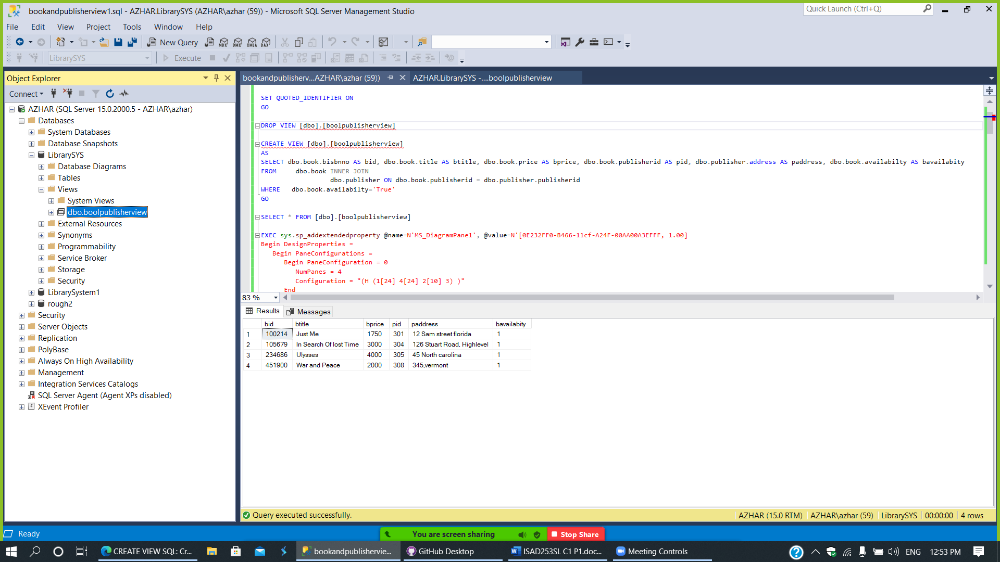 bookandpublisherview1.sql - AZHAR.LibrarySYS (AZHAR\azhar (59)) - Microsoft SQL Server Management Studio
Quick Launch (Ctrl+Q)
File Edit View Project Tools Window Help
New Query MDX DMX XMLA DAX
LibrarySYS Execute
Object Explorer
Connect
AZHAR (SQL Server 15.0.2000.5 - AZHAR\azhar)
Databases
System Databases
Database Snapshots
LibrarySYS
Database Diagrams
Tables
Views
System Views
dbo.boolpublisherview
External Resources
Synonyms
Programmability
Service Broker
Storage
Security
LibrarySystem1
rough2
Security
Server Objects
Replication
PolyBase
Always On High Availability
Management
Integration Services Catalogs
SQL Server Agent (Agent XPs disabled)
XEvent Profiler
bookandpublisherv...AZHAR\azhar (59)) AZHAR.LibrarySYS -....boolpublisherview
SET QUOTED_IDENTIFIER ON
GO
DROP VIEW [dbo].[boolpublisherview]
CREATE VIEW [dbo].[boolpublisherview]
AS
SELECT dbo.book.bisbnno AS bid, dbo.book.title AS btitle, dbo.book.price AS bprice, dbo.book.publisherid AS pid, dbo.publisher.address AS paddress, dbo.book.availabilty AS bavailabity
FROM dbo.book INNER JOIN
dbo.publisher ON dbo.book.publisherid = dbo.publisher.publisherid
WHERE dbo.book.availabilty='True'
GO
SELECT * FROM [dbo].[boolpublisherview]
EXEC sys.sp_addextendedproperty @name=N'MS_DiagramPane1', @value=N'[0E232FF0-B466-11cf-A24F-00AA00A3EFFF, 1.00]
Begin DesignProperties =
Begin PaneConfigurations =
Begin PaneConfiguration = 0
NumPanes = 4
Configuration = "(H (1[24] 4[24] 2[10] 3) )"
End
83 %
Results Messages
bid btitle bprice pid paddress bavailabity
1 100214 Just Me 1750 301 12 Sam street florida 1
2 105679 In Search Of lost Time 3000 304 126 Stuart Road, Highlevel 1
3 234686 Ulysses 4000 305 45 North carolina 1
4 451900 War and Peace 2000 308 345,vermont 1
Query executed successfully. AZHAR (15.0 RTM) AZHAR\azhar (59) LibrarySYS 00:00:00 4 rows
Ready
You are screen sharing Stop Share
CREATE VIEW SQL: Cr... bookandpublishervie... GitHub Desktop ISAD253SL C1 P1.doc... Meeting Controls ENG 12:53 PM